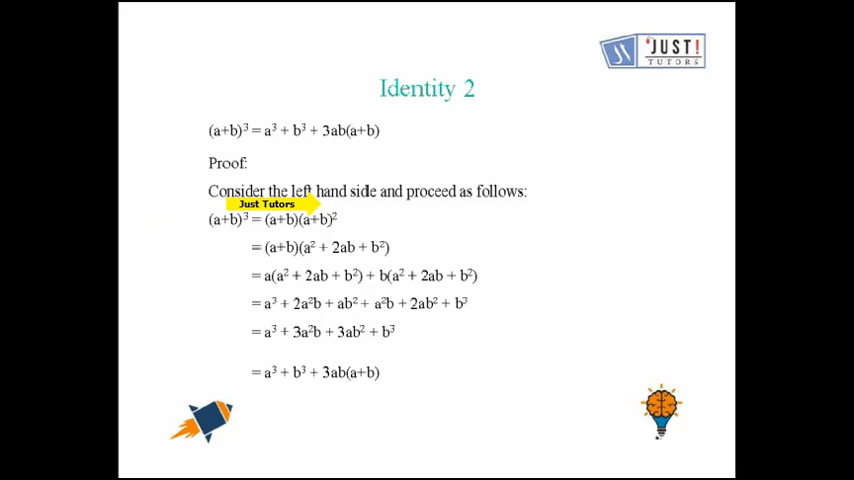 JUST!
TUTORS
Identity 2
(a+b)³ = a³ + b³ + 3ab(a+b)
Proof:
Consider the left hand side and proceed as follows:
Just Tutors
(a+b)³ = (a+b)(a+b)²
= (a+b)(a² + 2ab + b²)
= a(a² + 2ab + b²) + b(a² + 2ab + b²)
= a³ + 2a²b + ab² + a²b + 2ab² + b³
= a³ + 3a²b + 3ab² + b³
= a³ + b³ + 3ab(a+b)